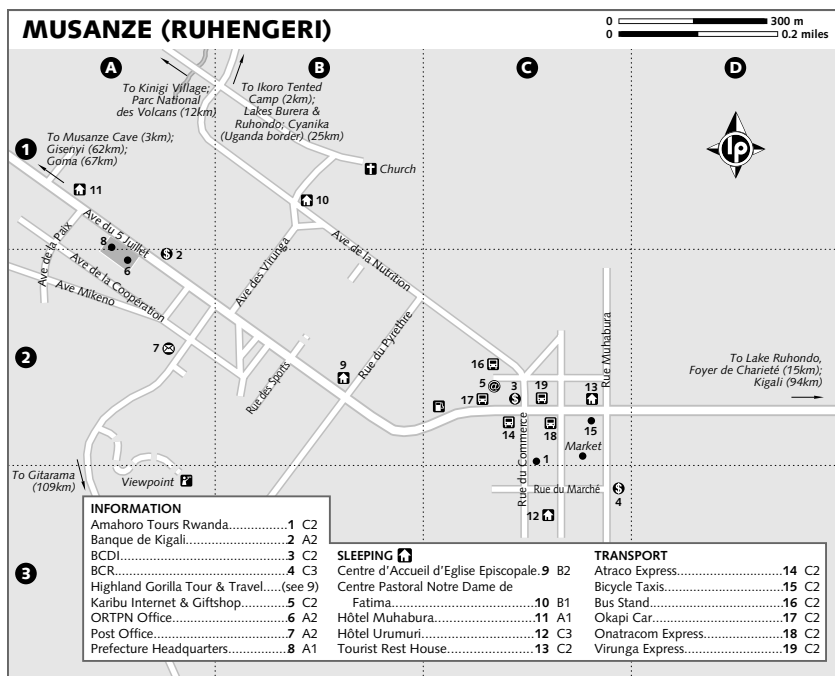 MUSANZE (RUHENGERI)
0 300 m
0 0.2 miles
A
B
C
D
1
2
3
To Kinigi Village;
Parc National
des Volcans (12km)
To Ikoro Tented
Camp (2km);
Lakes Burera &
Ruhondo; Cyanika
(Uganda border) (25km)
To Musanze Cave (3km);
Gisenyi (62km);
Goma (67km)
lp
Church
11
10
Ave du 5 Juillet
8
6
2
Ave de la Paix
Ave de la Coopération
Ave Mikeno
Ave des Virunga
Ave de la Nutrition
7
Rue des Sports
9
Rue du Pyrethre
16
5 @
3
19
13
17
14
18
15
Rue Muhabura
Rue du Commerce
Market
1
Rue du Marché
4
12
To Lake Ruhondo,
Foyer de Charieté (15km);
Kigali (94km)
To Gitarama
(109km)
Viewpoint
INFORMATION
Amahoro Tours Rwanda................1 C2
Banque de Kigali.......................2 A2
BCDI.......................................3 C2
BCR........................................4 C3
Highland Gorilla Tour & Travel.....(see 9)
Karibu Internet & Giftshop...........5 C2
ORTPN Office...........................6 A2
Post Office...............................7 A2
Prefecture Headquarters..............8 A1
SLEEPING
Centre d'Accueil d'Eglise Episcopale.9 B2
Centre Pastoral Notre Dame de
Fatima...............................10 B1
Hôtel Muhabura.......................11 A1
Hôtel Urumuri.........................12 C3
Tourist Rest House...................13 C2
TRANSPORT
Atraco Express.........................14 C2
Bicycle Taxis...........................15 C2
Bus Stand...............................16 C2
Okapi Car...............................17 C2
Onatracom Express...................18 C2
Virunga Express.......................19 C2